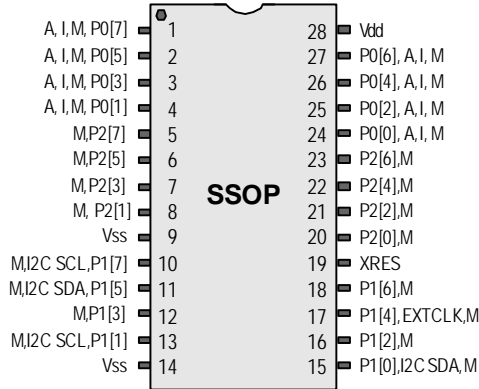 A, I, M, P0[7] 1 28 Vdd
A, I, M, P0[5] 2 27 P0[6], A, I, M
A, I, M, P0[3] 3 26 P0[4], A, I, M
A, I, M, P0[1] 4 25 P0[2], A, I, M
M,P2[7] 5 24 P0[0], A, I, M
M,P2[5] 6 23 P2[6],M
M,P2[3] 7 22 P2[4],M
SSOP
M, P2[1] 8 21 P2[2],M
Vss 9 20 P2[0],M
M,I2C SCL,P1[7] 10 19 XRES
M,I2C SDA,P1[5] 11 18 P1[6],M
M,P1[3] 12 17 P1[4],EXTCLK,M
M,I2C SCL,P1[1] 13 16 P1[2],M
Vss 14 15 P1[0],I2C SDA,M